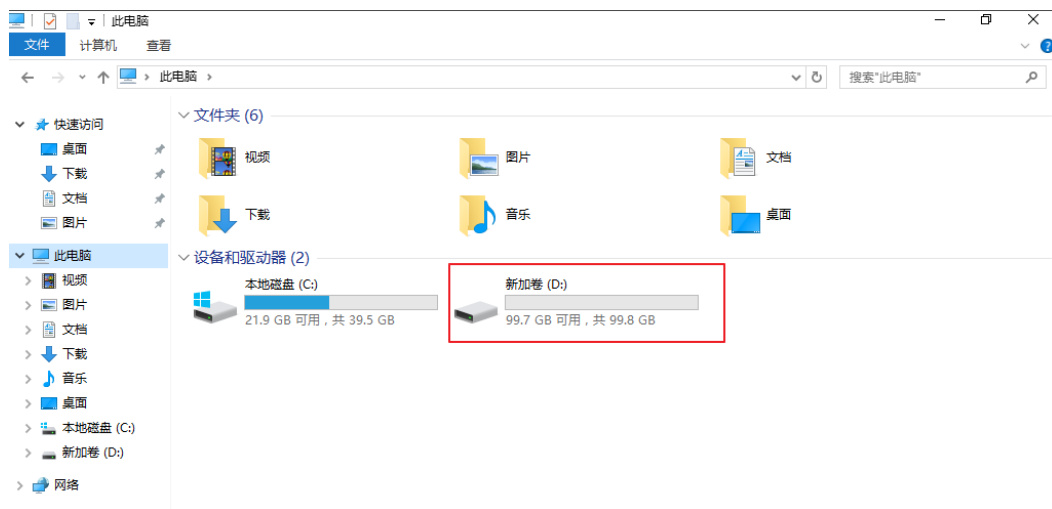 此电脑
文件 计算机 查看
此电脑
搜索"此电脑"
快速访问
桌面
下载
文档
图片
此电脑
视频
图片
文档
下载
音乐
桌面
本地磁盘 (C:)
新加卷 (D:)
网络
文件夹 (6)
视频 图片 文档
下载 音乐 桌面
设备和驱动器 (2)
本地磁盘 (C:)
21.9 GB 可用，共 39.5 GB
新加卷 (D:)
99.7 GB 可用，共 99.8 GB